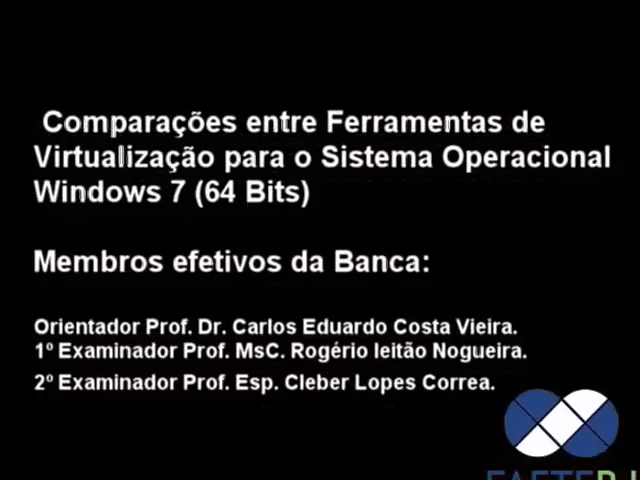 Comparações entre Ferramentas de
Virtualização para o Sistema Operacional
Windows 7 (64 Bits)
Membros efetivos da Banca:
Orientador Prof. Dr. Carlos Eduardo Costa Vieira.
1º Examinador Prof. MsC. Rogério leitão Nogueira.
2º Examinador Prof. Esp. Cleber Lopes Correa.